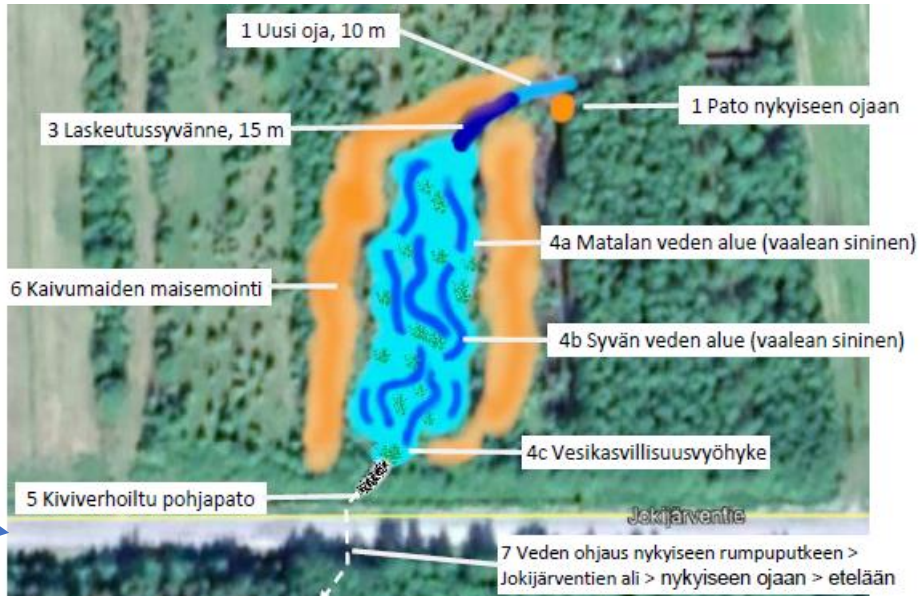 1 Uusi oja, 10 m
1 Pato nykyiseen ojaan
3 Laskeutussyvänne, 15 m
4a Matalan veden alue (vaalean sininen)
6 Kaivumaiden maisemointi
4b Syvän veden alue (vaalean sininen)
4c Vesikasvillisuusvyöhyke
5 Kiviverhoiltu pohjapato
Jokijärventie
7 Veden ohjaus nykyiseen rumpuputkeen >
Jokijärventien ali > nykyiseen ojaan > etelään